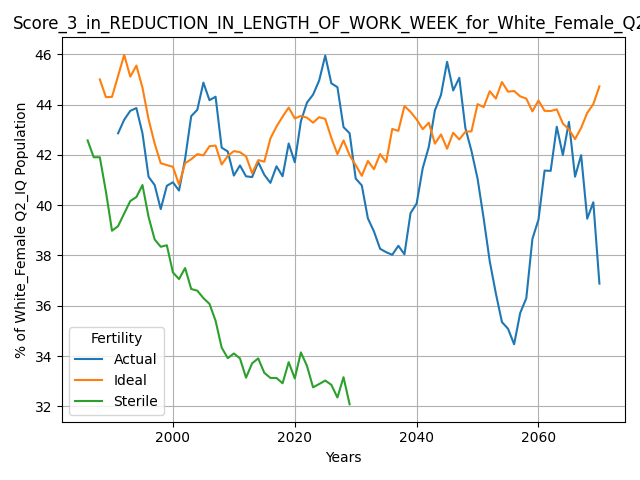 Score_3_in_REDUCTION_IN_LENGTH_OF_WORK_WEEK_for_White_Female_Q2
% of White_Female Q2_IQ Population
46
44
42
40
38
36
34
32
Fertility
Actual
Ideal
Sterile
2000
2020
2040
2060
Years